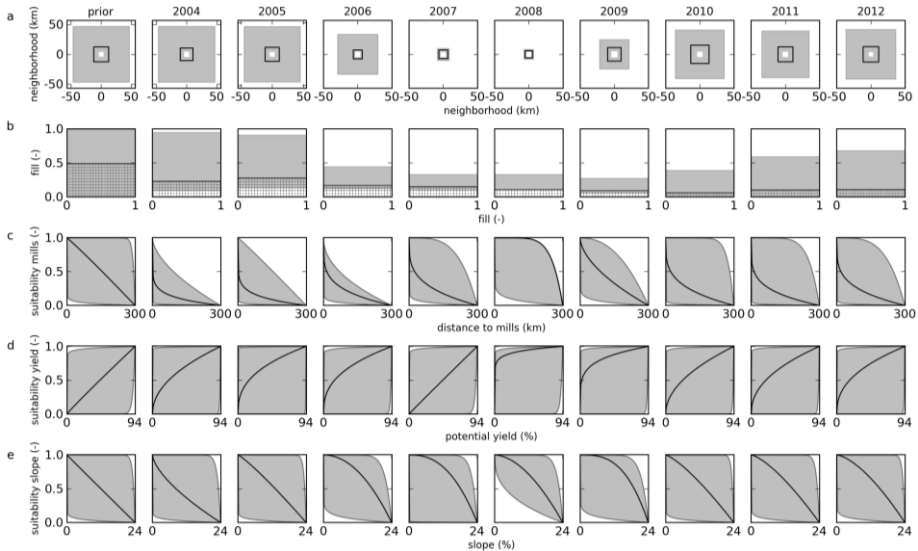 a
prior 2004 2005 2006 2007 2008 2009 2010 2011 2012
neighborhood (km)
50
0
-50
-50 0 50-50 0 50-50 0 50-50 0 50-50 0 50-50 0 50-50 0 50-50 0 50-50 0 50-50 0 50
neighborhood (km)
b
fill (-)
1.0
0.5
0.0
0 1 0 1 0 1 0 1 0 1 0 1 0 1 0 1 0 1 0 1
fill (-)
c
suitability mills (-)
1.0
0.5
0.0
0 300 0 300 0 300 0 300 0 300 0 300 0 300 0 300 0 300 0 300
distance to mills (km)
d
suitability yield (-)
1.0
0.5
0.0
0 94 0 94 0 94 0 94 0 94 0 94 0 94 0 94 0 94 0 94
potential yield (%)
e
suitability slope (-)
1.0
0.5
0.0
0 24 0 24 0 24 0 24 0 24 0 24 0 24 0 24 0 24 0 24
slope (%)